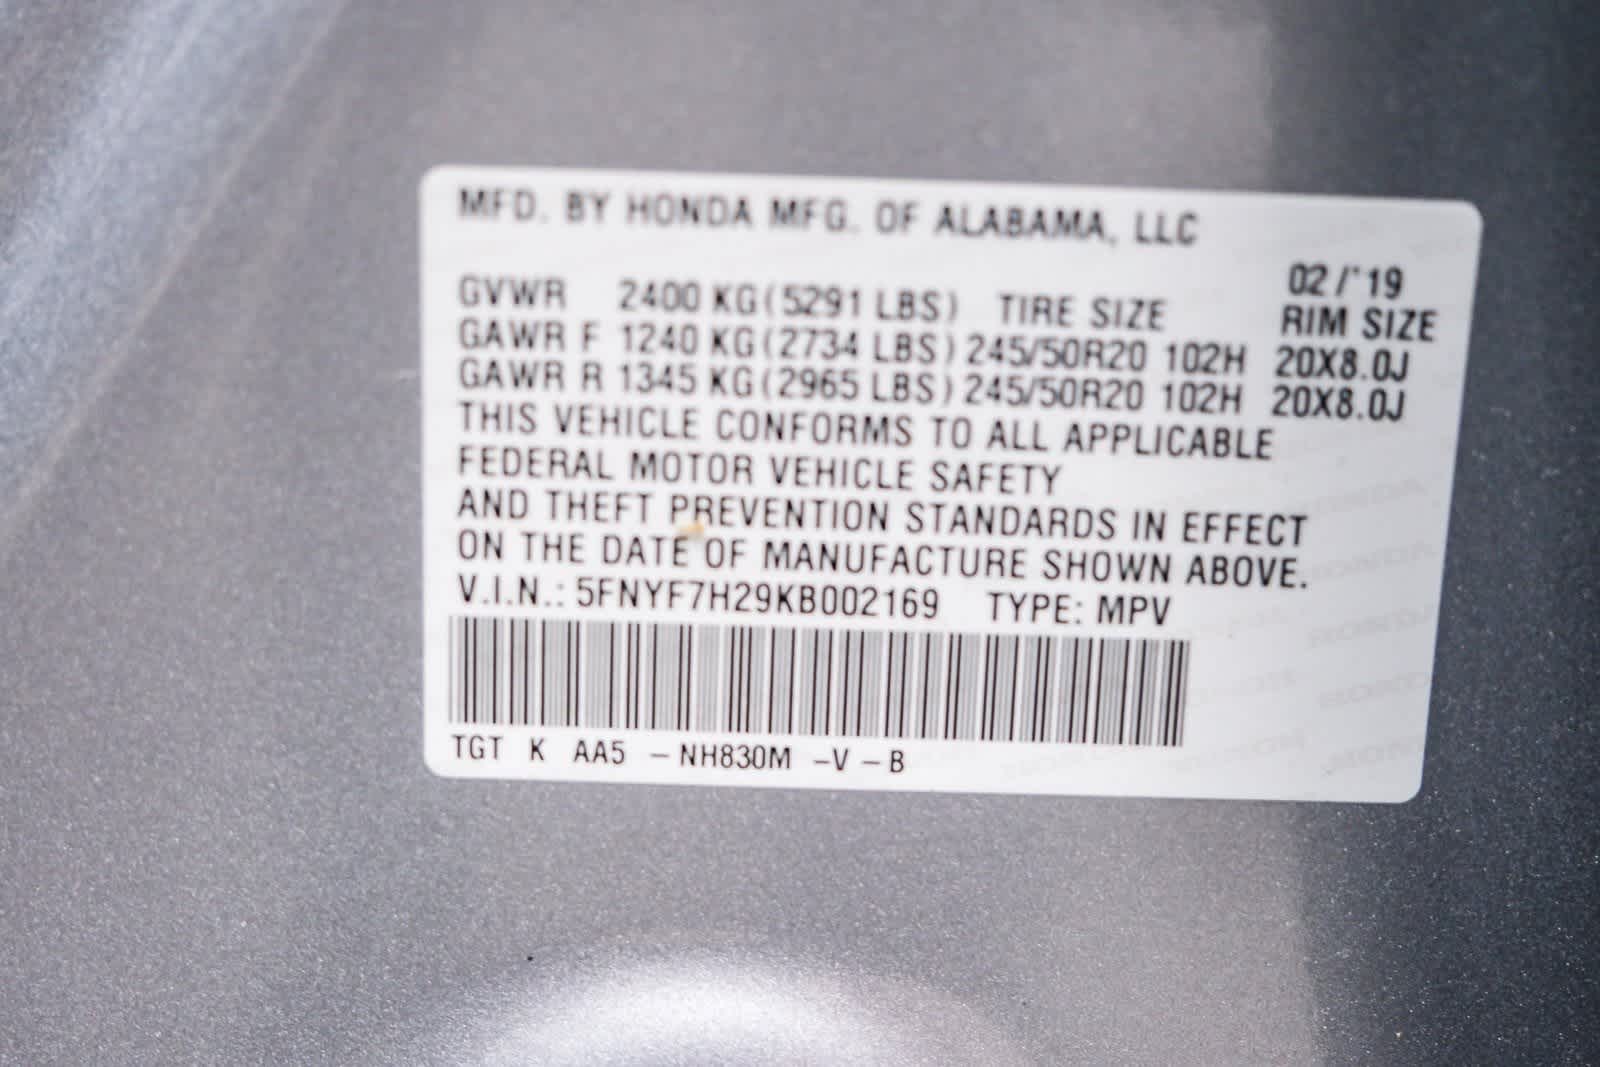 MFD. BY HONDA MFG. OF ALABAMA, LLC
02/'19
GVWR 2400 KG(5291 LBS) TIRE SIZE RIM SIZE
GAWR F 1240 KG(2734 LBS) 245/50R20 102H 20X8.0J
GAWR R 1345 KG(2965 LBS) 245/50R20 102H 20X8.0J
THIS VEHICLE CONFORMS TO ALL APPLICABLE
FEDERAL MOTOR VEHICLE SAFETY
AND THEFT PREVENTION STANDARDS IN EFFECT
ON THE DATE OF MANUFACTURE SHOWN ABOVE.
V.I.N.: 5FNYF7H29KB002169 TYPE: MPV
TGT K AA5 -NH830M -V-B